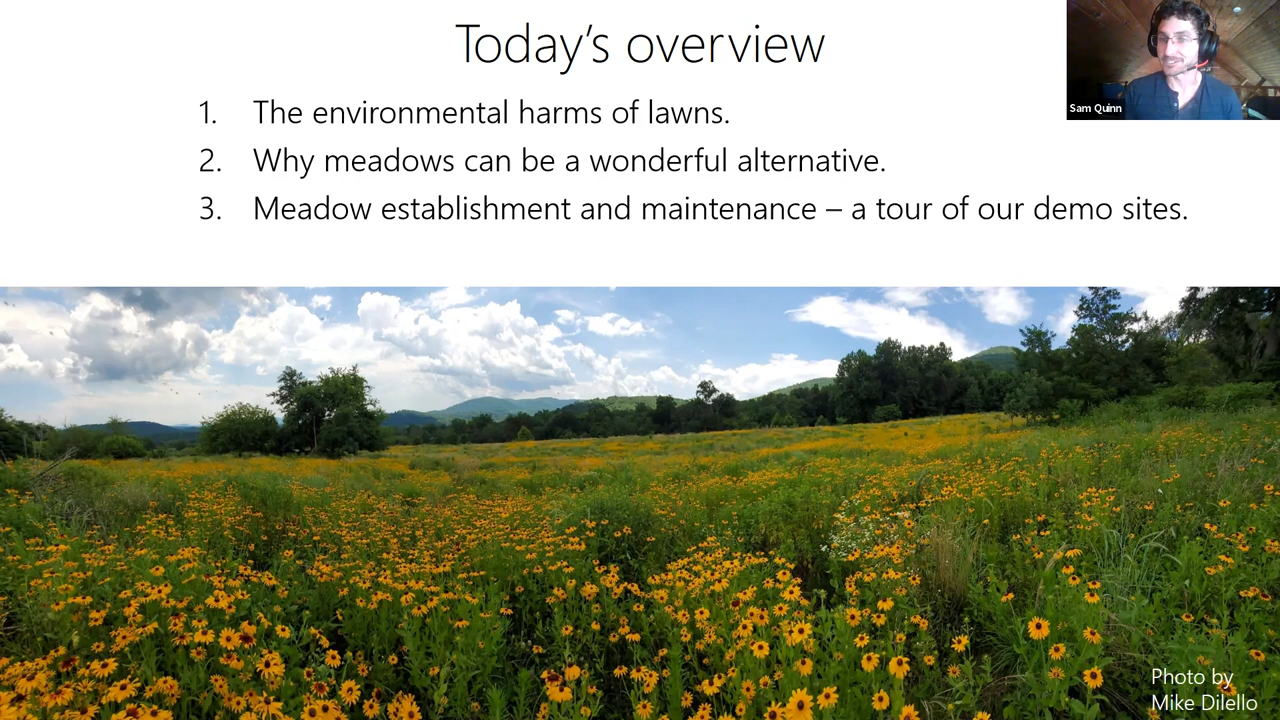 Today's overview
Sam Quinn
1. The environmental harms of lawns.
2. Why meadows can be a wonderful alternative.
3. Meadow establishment and maintenance – a tour of our demo sites.
Photo by
Mike Dilello